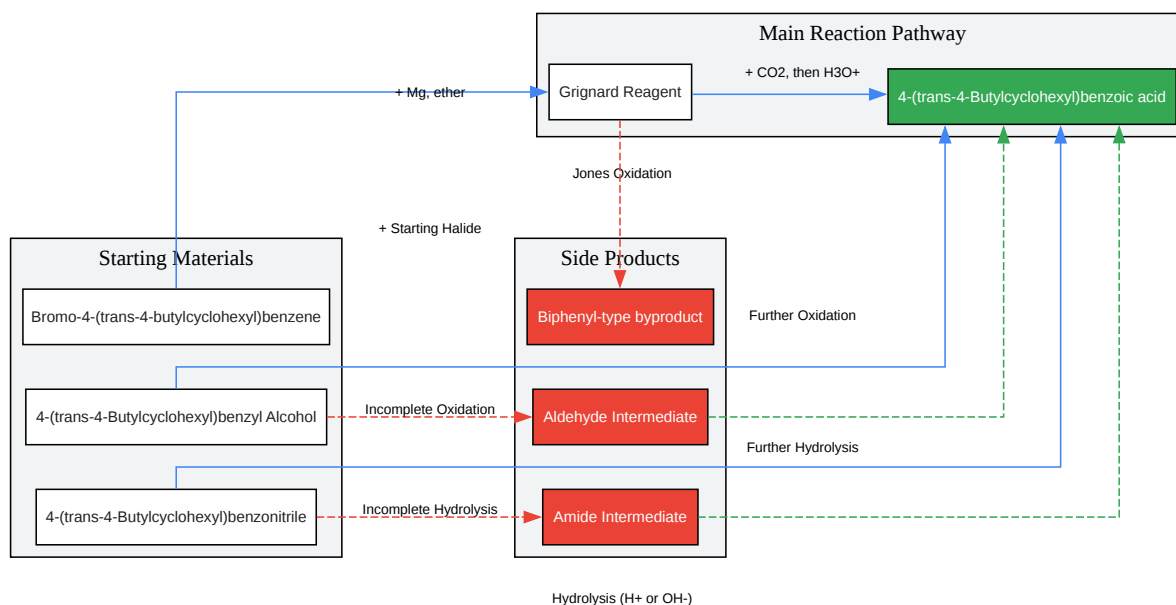 Main Reaction Pathway
+ CO2, then H3O+
+ Mg, ether
Grignard Reagent
4-(trans-4-Butylcyclohexyl)benzoic acid
Jones Oxidation
+ Starting Halide
Starting Materials
Side Products
Bromo-4-(trans-4-butylcyclohexyl)benzene
Biphenyl-type byproduct
Further Oxidation
4-(trans-4-Butylcyclohexyl)benzyl Alcohol
Incomplete Oxidation
Aldehyde Intermediate
Further Hydrolysis
4-(trans-4-Butylcyclohexyl)benzonitrile
Incomplete Hydrolysis
Amide Intermediate
Hydrolysis (H+ or OH-)